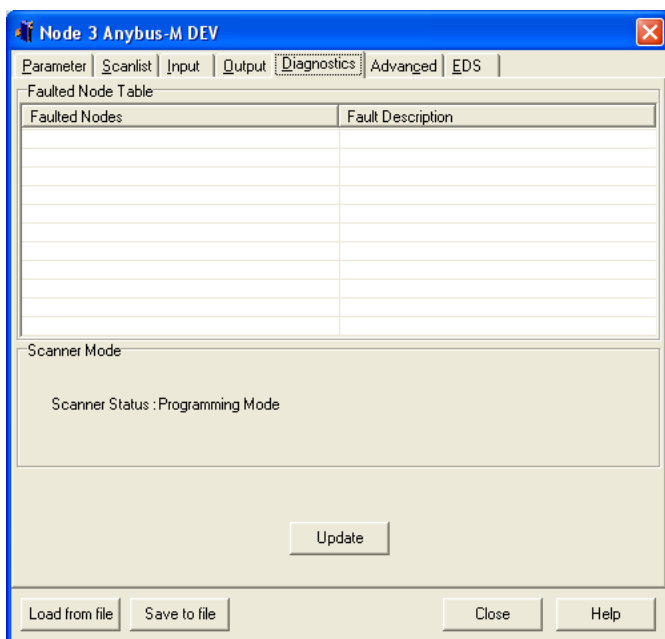 Node 3 Anybus-M DEV
Parameter Scanlist Input Output Diagnostics Advanced EDS
Faulted Node Table
Faulted Nodes Fault Description
Scanner Mode
Scanner Status : Programming Mode
Update
Load from file Save to file Close Help